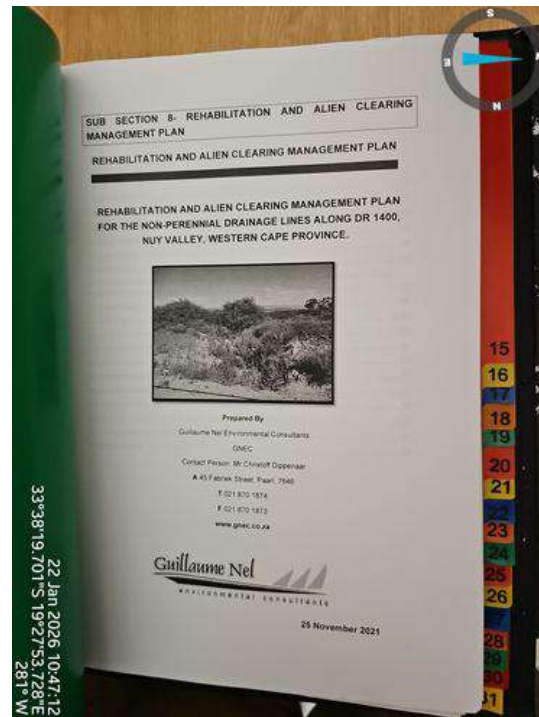 SUB SECTION 8- REHABILITATION AND ALIEN CLEARING
MANAGEMENT PLAN
REHABILITATION AND ALIEN CLEARING MANAGEMENT PLAN
REHABILITATION AND ALIEN CLEARING MANAGEMENT PLAN
FOR THE NON-PERENNIAL DRAINAGE LINES ALONG DR 1400,
NUY VALLEY, WESTERN CAPE PROVINCE.
Prepared By
Guillaume Nel Environmental Consultants
GNEC
Contact Person: Mr Christoff Dippenaar
A 45 Fabriek Street, Paarl, 7646
T 021 870 1874
F 021 870 1873
www.gnec.co.za
Guillaume Nel
environmental consultants
25 November 2021
15
16
17
18
19
20
21
22
23
24
25
26
27
28
29
30
31
S
E
N
22 Jan 2026 10:47:12
33°38'19.701"S 19°27'53.728"E
281° W